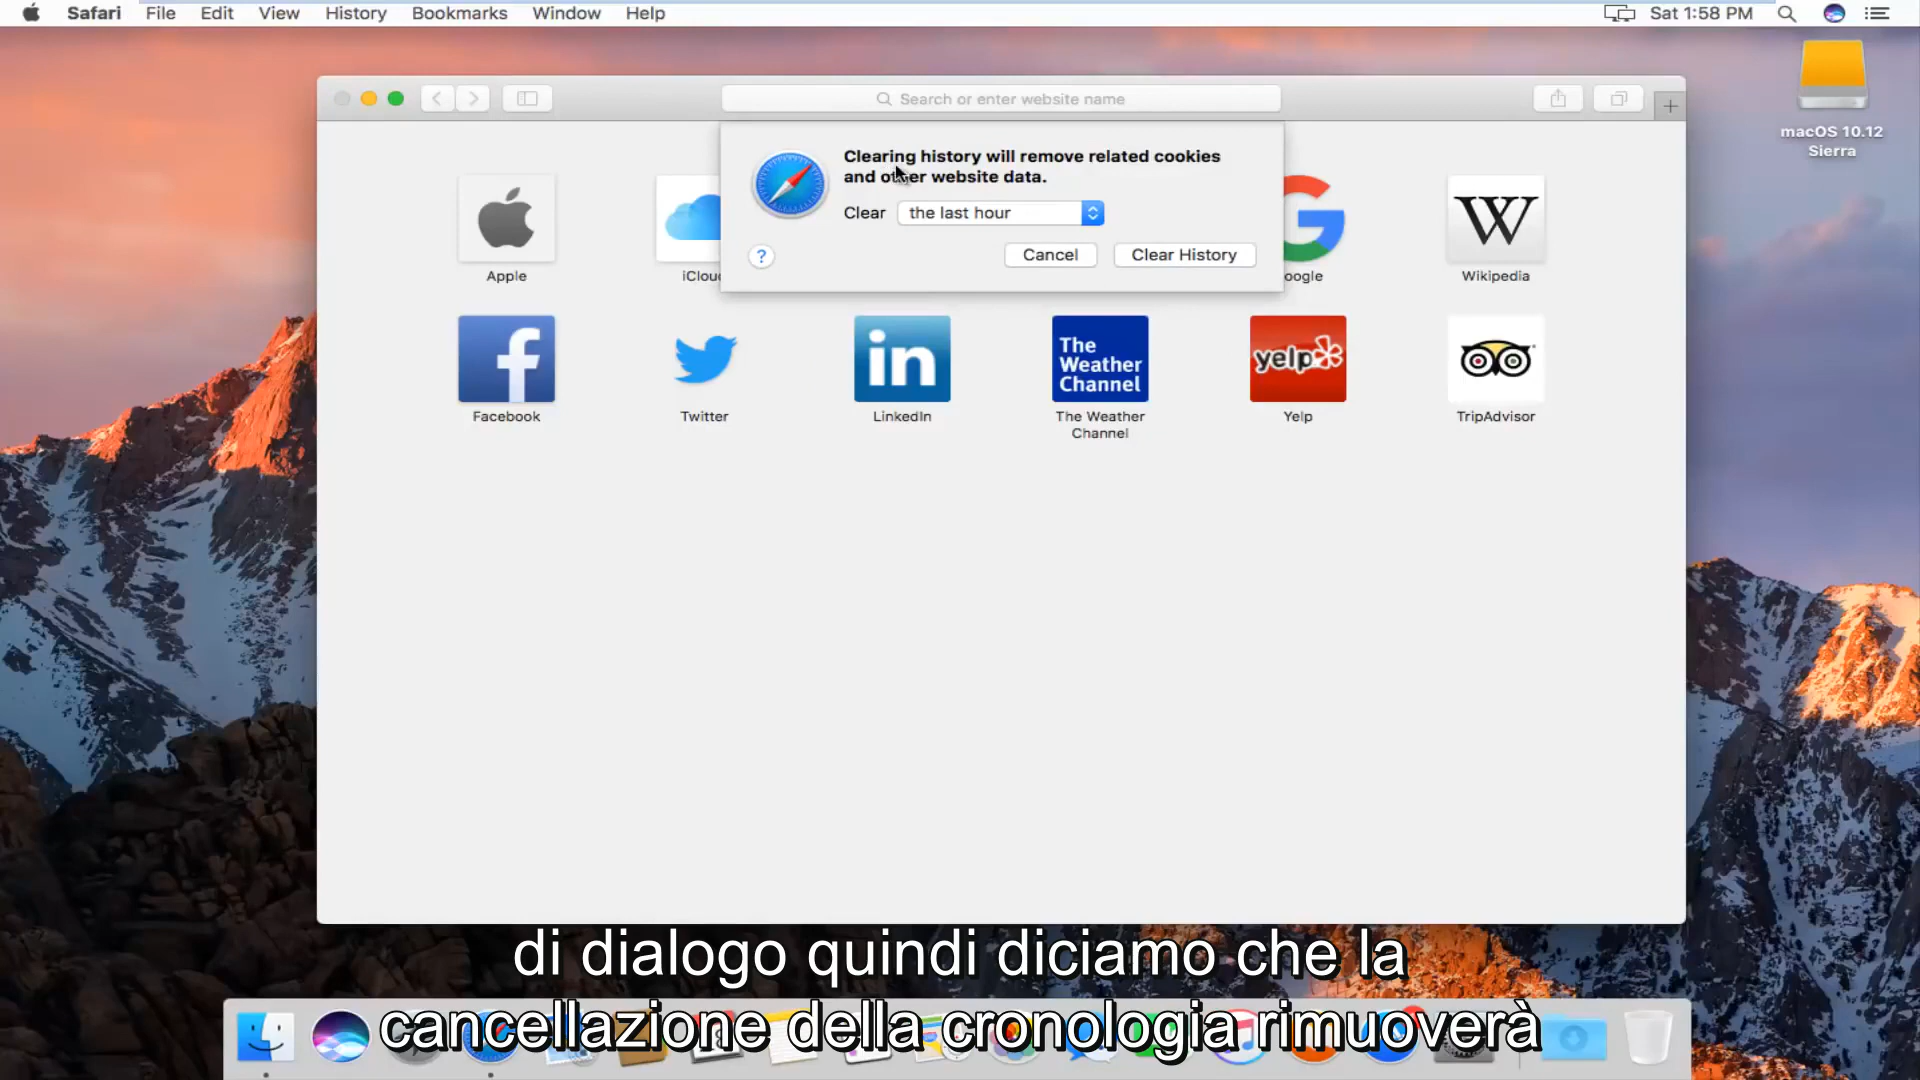 Safari File Edit View History Bookmarks Window Help Sat 1:58 PM
macOS 10.12
Sierra
Search or enter website name
Clearing history will remove related cookies
and other website data.
Clear the last hour
? Cancel Clear History
Apple
Wikipedia
f
Facebook
Twitter
in
LinkedIn
The
Weather
Channel
The Weather
Channel
yelp
Yelp
TripAdvisor
W
di dialogo quindi diciamo che la
cancellazione della cronologia rimuoverà